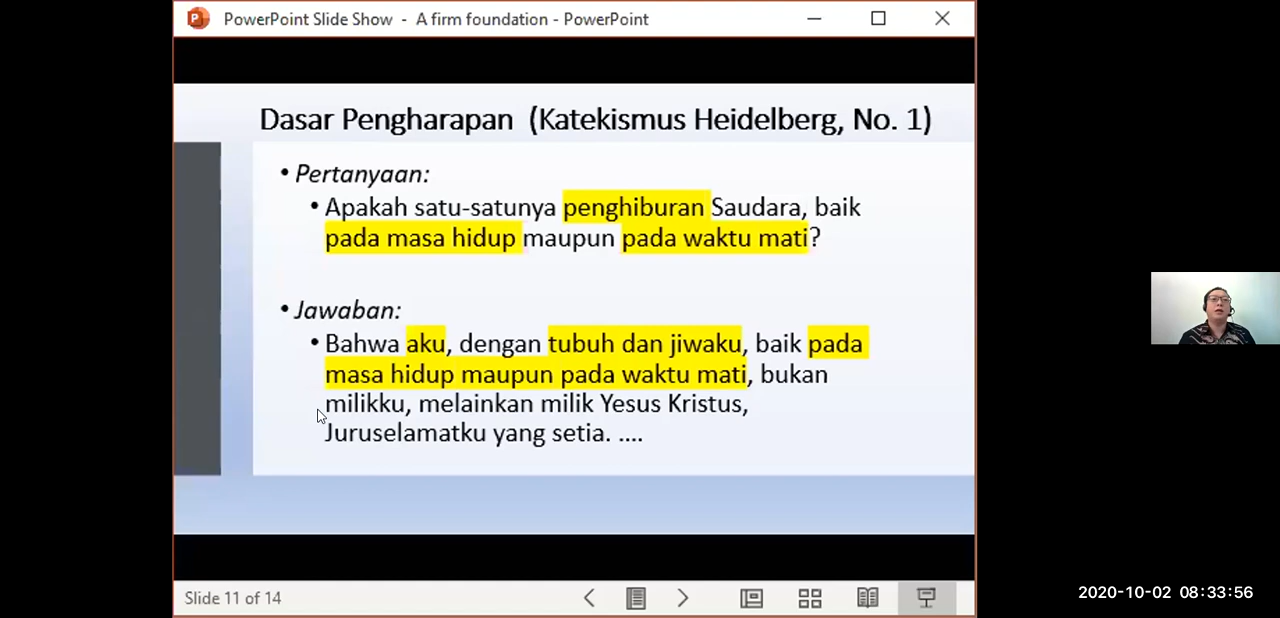 PowerPoint Slide Show - A firm foundation - PowerPoint
Dasar Pengharapan (Katekismus Heidelberg, No. 1)
• Pertanyaan:
• Apakah satu-satunya penghiburan Saudara, baik
pada masa hidup maupun pada waktu mati?
• Jawaban:
• Bahwa aku, dengan tubuh dan jiwaku, baik pada
masa hidup maupun pada waktu mati, bukan
milikku, melainkan milik Yesus Kristus,
Juruselamatku yang setia. ....
Slide 11 of 14
2020-10-02 08:33:56